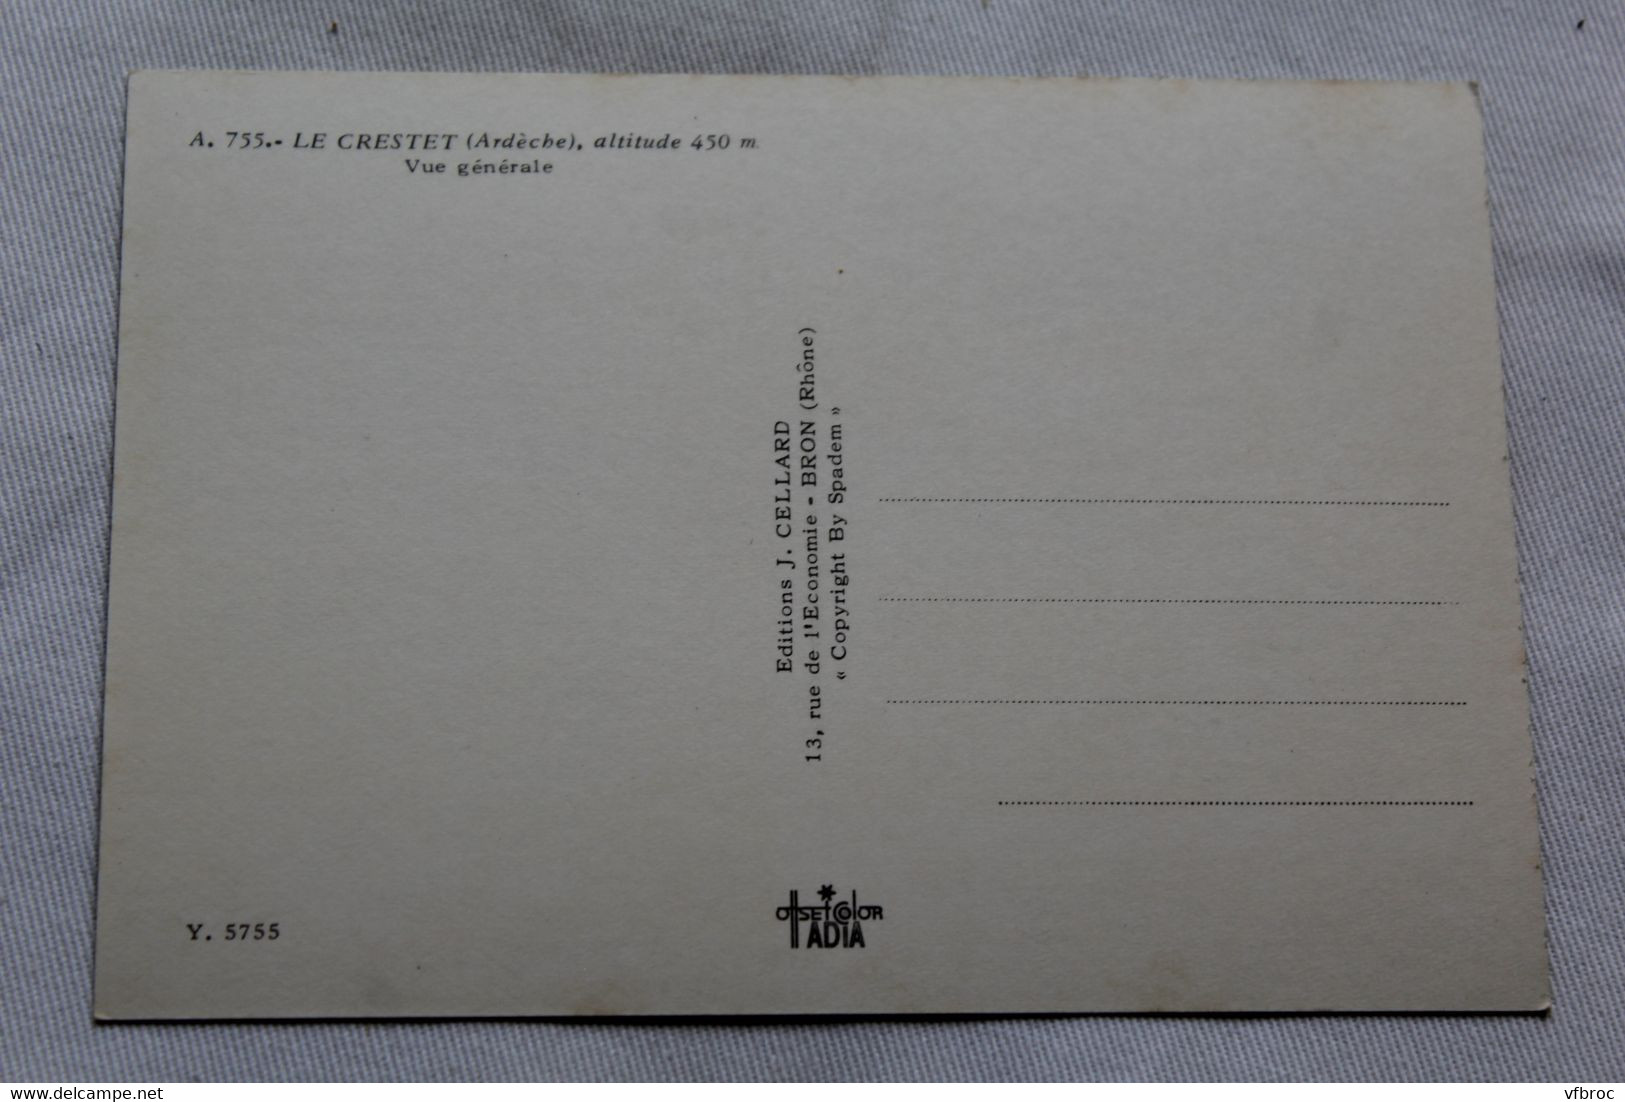 A. 755.- LE CRESTET (Ardèche), altitude 450 m.
Vue générale
Editions J. CELLARD
13, rue de l'Economie - BRON (Rhône)
« Copyright By Spadem »
Y. 5755
OffSET COlOR
ADIA
delcampe.net
vfbroc